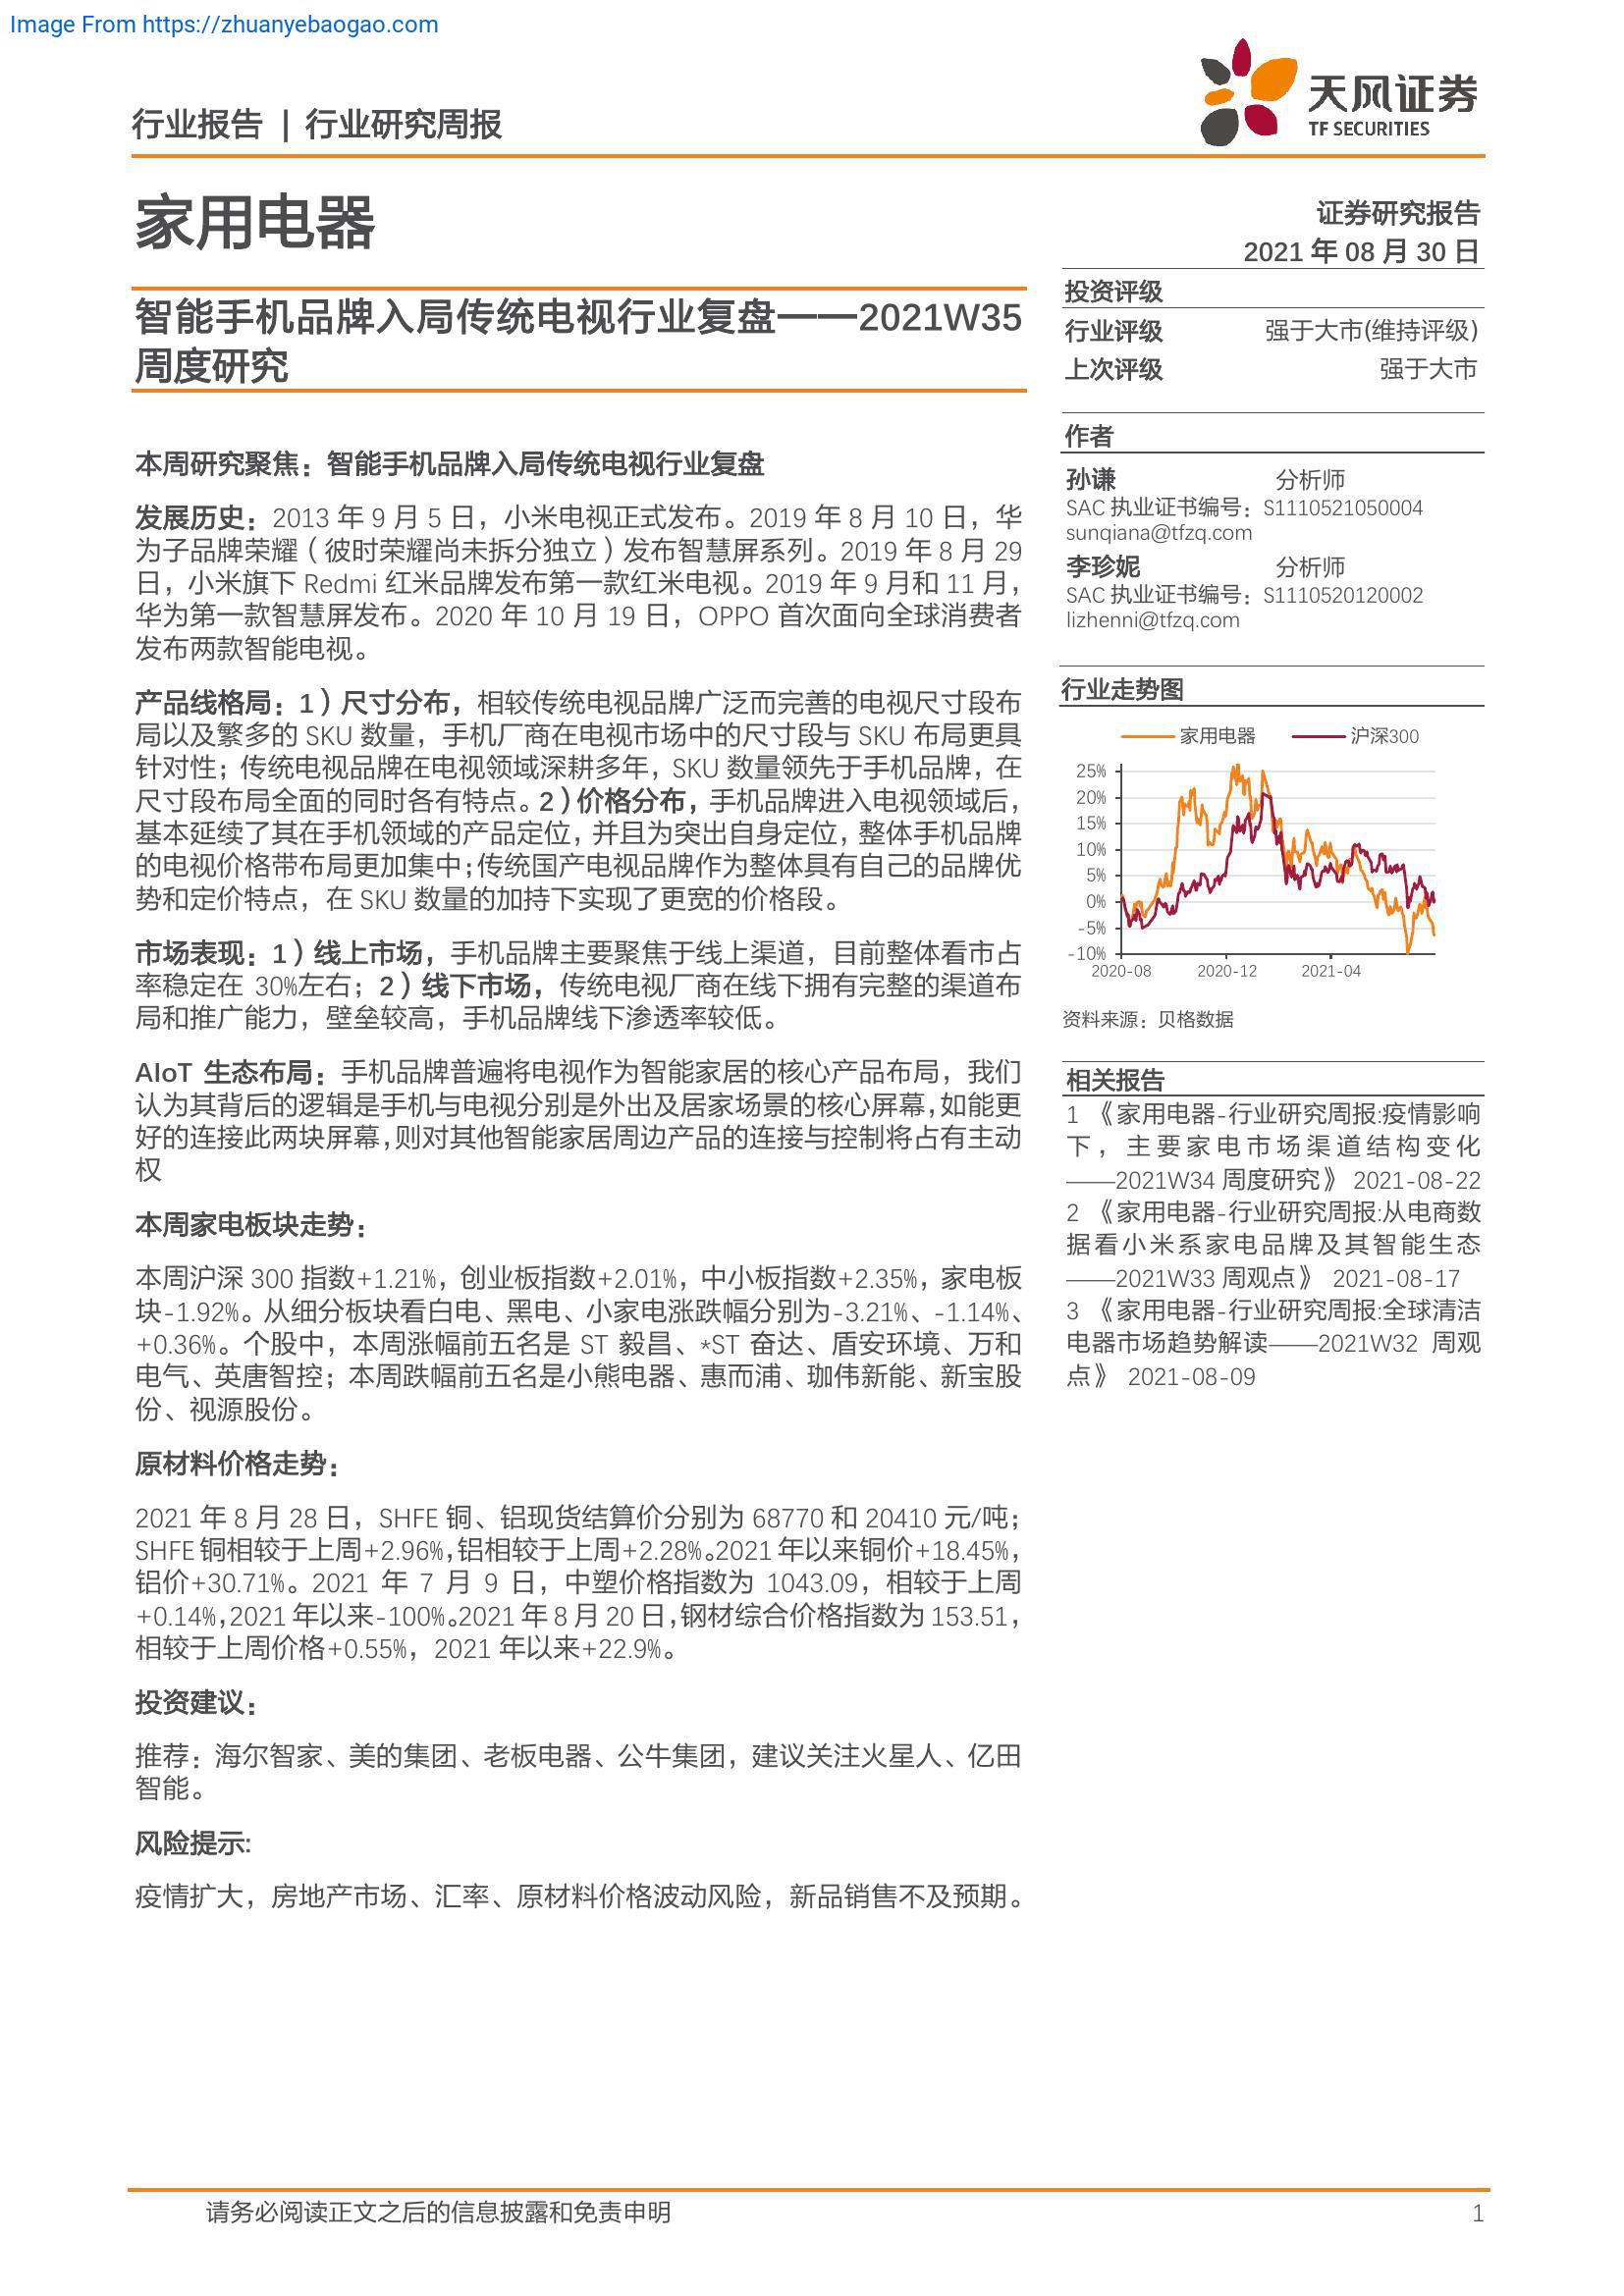 Image From https://zhuanyebaogao.com
行业报告 | 行业研究周报
天风证券
TF SECURITIES
家用电器
智能手机品牌入局传统电视行业复盘——2021W35
周度研究
本周研究聚焦：智能手机品牌入局传统电视行业复盘
发展历史：2013 年 9 月 5 日，小米电视正式发布。2019 年 8 月 10 日，华
为子品牌荣耀（彼时荣耀尚未拆分独立）发布智慧屏系列。2019 年 8 月 29
日，小米旗下 Redmi 红米品牌发布第一款红米电视。2019 年 9 月和 11 月，
华为第一款智慧屏发布。2020 年 10 月 19 日，OPPO 首次面向全球消费者
发布两款智能电视。
产品线格局：1）尺寸分布，相较传统电视品牌广泛而完善的电视尺寸段布
局以及繁多的 SKU 数量，手机厂商在电视市场中的尺寸段与 SKU 布局更具
针对性；传统电视品牌在电视领域深耕多年，SKU 数量领先于手机品牌，在
尺寸段布局全面的同时各有特点。2）价格分布，手机品牌进入电视领域后，
基本延续了其在手机领域的产品定位，并且为突出自身定位，整体手机品牌
的电视价格带布局更加集中；传统国产电视品牌作为整体具有自己的品牌优
势和定价特点，在 SKU 数量的加持下实现了更宽的价格段。
市场表现：1）线上市场，手机品牌主要聚焦于线上渠道，目前整体看市占
率稳定在 30%左右；2）线下市场，传统电视厂商在线下拥有完整的渠道布
局和推广能力，壁垒较高，手机品牌线下渗透率较低。
AIoT 生态布局：手机品牌普遍将电视作为智能家居的核心产品布局，我们
认为其背后的逻辑是手机与电视分别是外出及居家场景的核心屏幕，如能更
好的连接此两块屏幕，则对其他智能家居周边产品的连接与控制将占有主动
权
本周家电板块走势：
本周沪深 300 指数+1.21%，创业板指数+2.01%，中小板指数+2.35%，家电板
块-1.92%。从细分板块看白电、黑电、小家电涨跌幅分别为-3.21%、-1.14%、
+0.36%。个股中，本周涨幅前五名是 ST 毅昌、*ST 奋达、盾安环境、万和
电气、英唐智控；本周跌幅前五名是小熊电器、惠而浦、珈伟新能、新宝股
份、视源股份。
原材料价格走势：
2021 年 8 月 28 日，SHFE 铜、铝现货结算价分别为 68770 和 20410 元/吨；
SHFE 铜相较于上周+2.96%，铝相较于上周+2.28%。2021 年以来铜价+18.45%，
铝价+30.71%。2021 年 7 月 9 日，中塑价格指数为 1043.09，相较于上周
+0.14%，2021 年以来-100%。2021 年 8 月 20 日，钢材综合价格指数为 153.51，
相较于上周价格+0.55%，2021 年以来+22.9%。
投资建议：
推荐：海尔智家、美的集团、老板电器、公牛集团，建议关注火星人、亿田
智能。
风险提示:
疫情扩大，房地产市场、汇率、原材料价格波动风险，新品销售不及预期。
证券研究报告
2021 年 08 月 30 日
投资评级
行业评级 强于大市(维持评级)
上次评级 强于大市
作者
孙谦 分析师
SAC 执业证书编号：S1110521050004
sunqiana@tfzq.com
李珍妮 分析师
SAC 执业证书编号：S1110520120002
lizhenni@tfzq.com
行业走势图
家用电器 沪深300
25%
20%
15%
10%
5%
0%
-5%
-10%
2020-08 2020-12 2021-04
资料来源：贝格数据
相关报告
1 《家用电器-行业研究周报:疫情影响
下，主要家电市场渠道结构变化
——2021W34 周度研究》 2021-08-22
2 《家用电器-行业研究周报:从电商数
据看小米系家电品牌及其智能生态
——2021W33 周观点》 2021-08-17
3 《家用电器-行业研究周报:全球清洁
电器市场趋势解读——2021W32 周观
点》 2021-08-09
请务必阅读正文之后的信息披露和免责申明 1